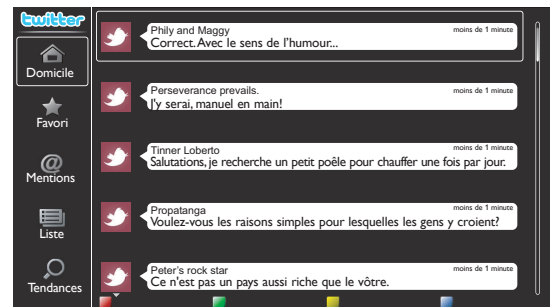 twitter
Domicile
Favori
Mentions
Liste
Tendances
Phily and Maggy
moins de 1 minute
Correct. Avec le sens de l'humour...
Perseverance prevails.
moins de 1 minute
J'y serai, manuel en main!
Tinner Loberto
moins de 1 minute
Salutations, je recherche un petit poêle pour chauffer une fois par jour.
Propatanga
moins de 1 minute
Voulez-vous les raisons simples pour lesquelles les gens y croient?
Peter's rock star
moins de 1 minute
Ce n'est pas un pays aussi riche que le vôtre.